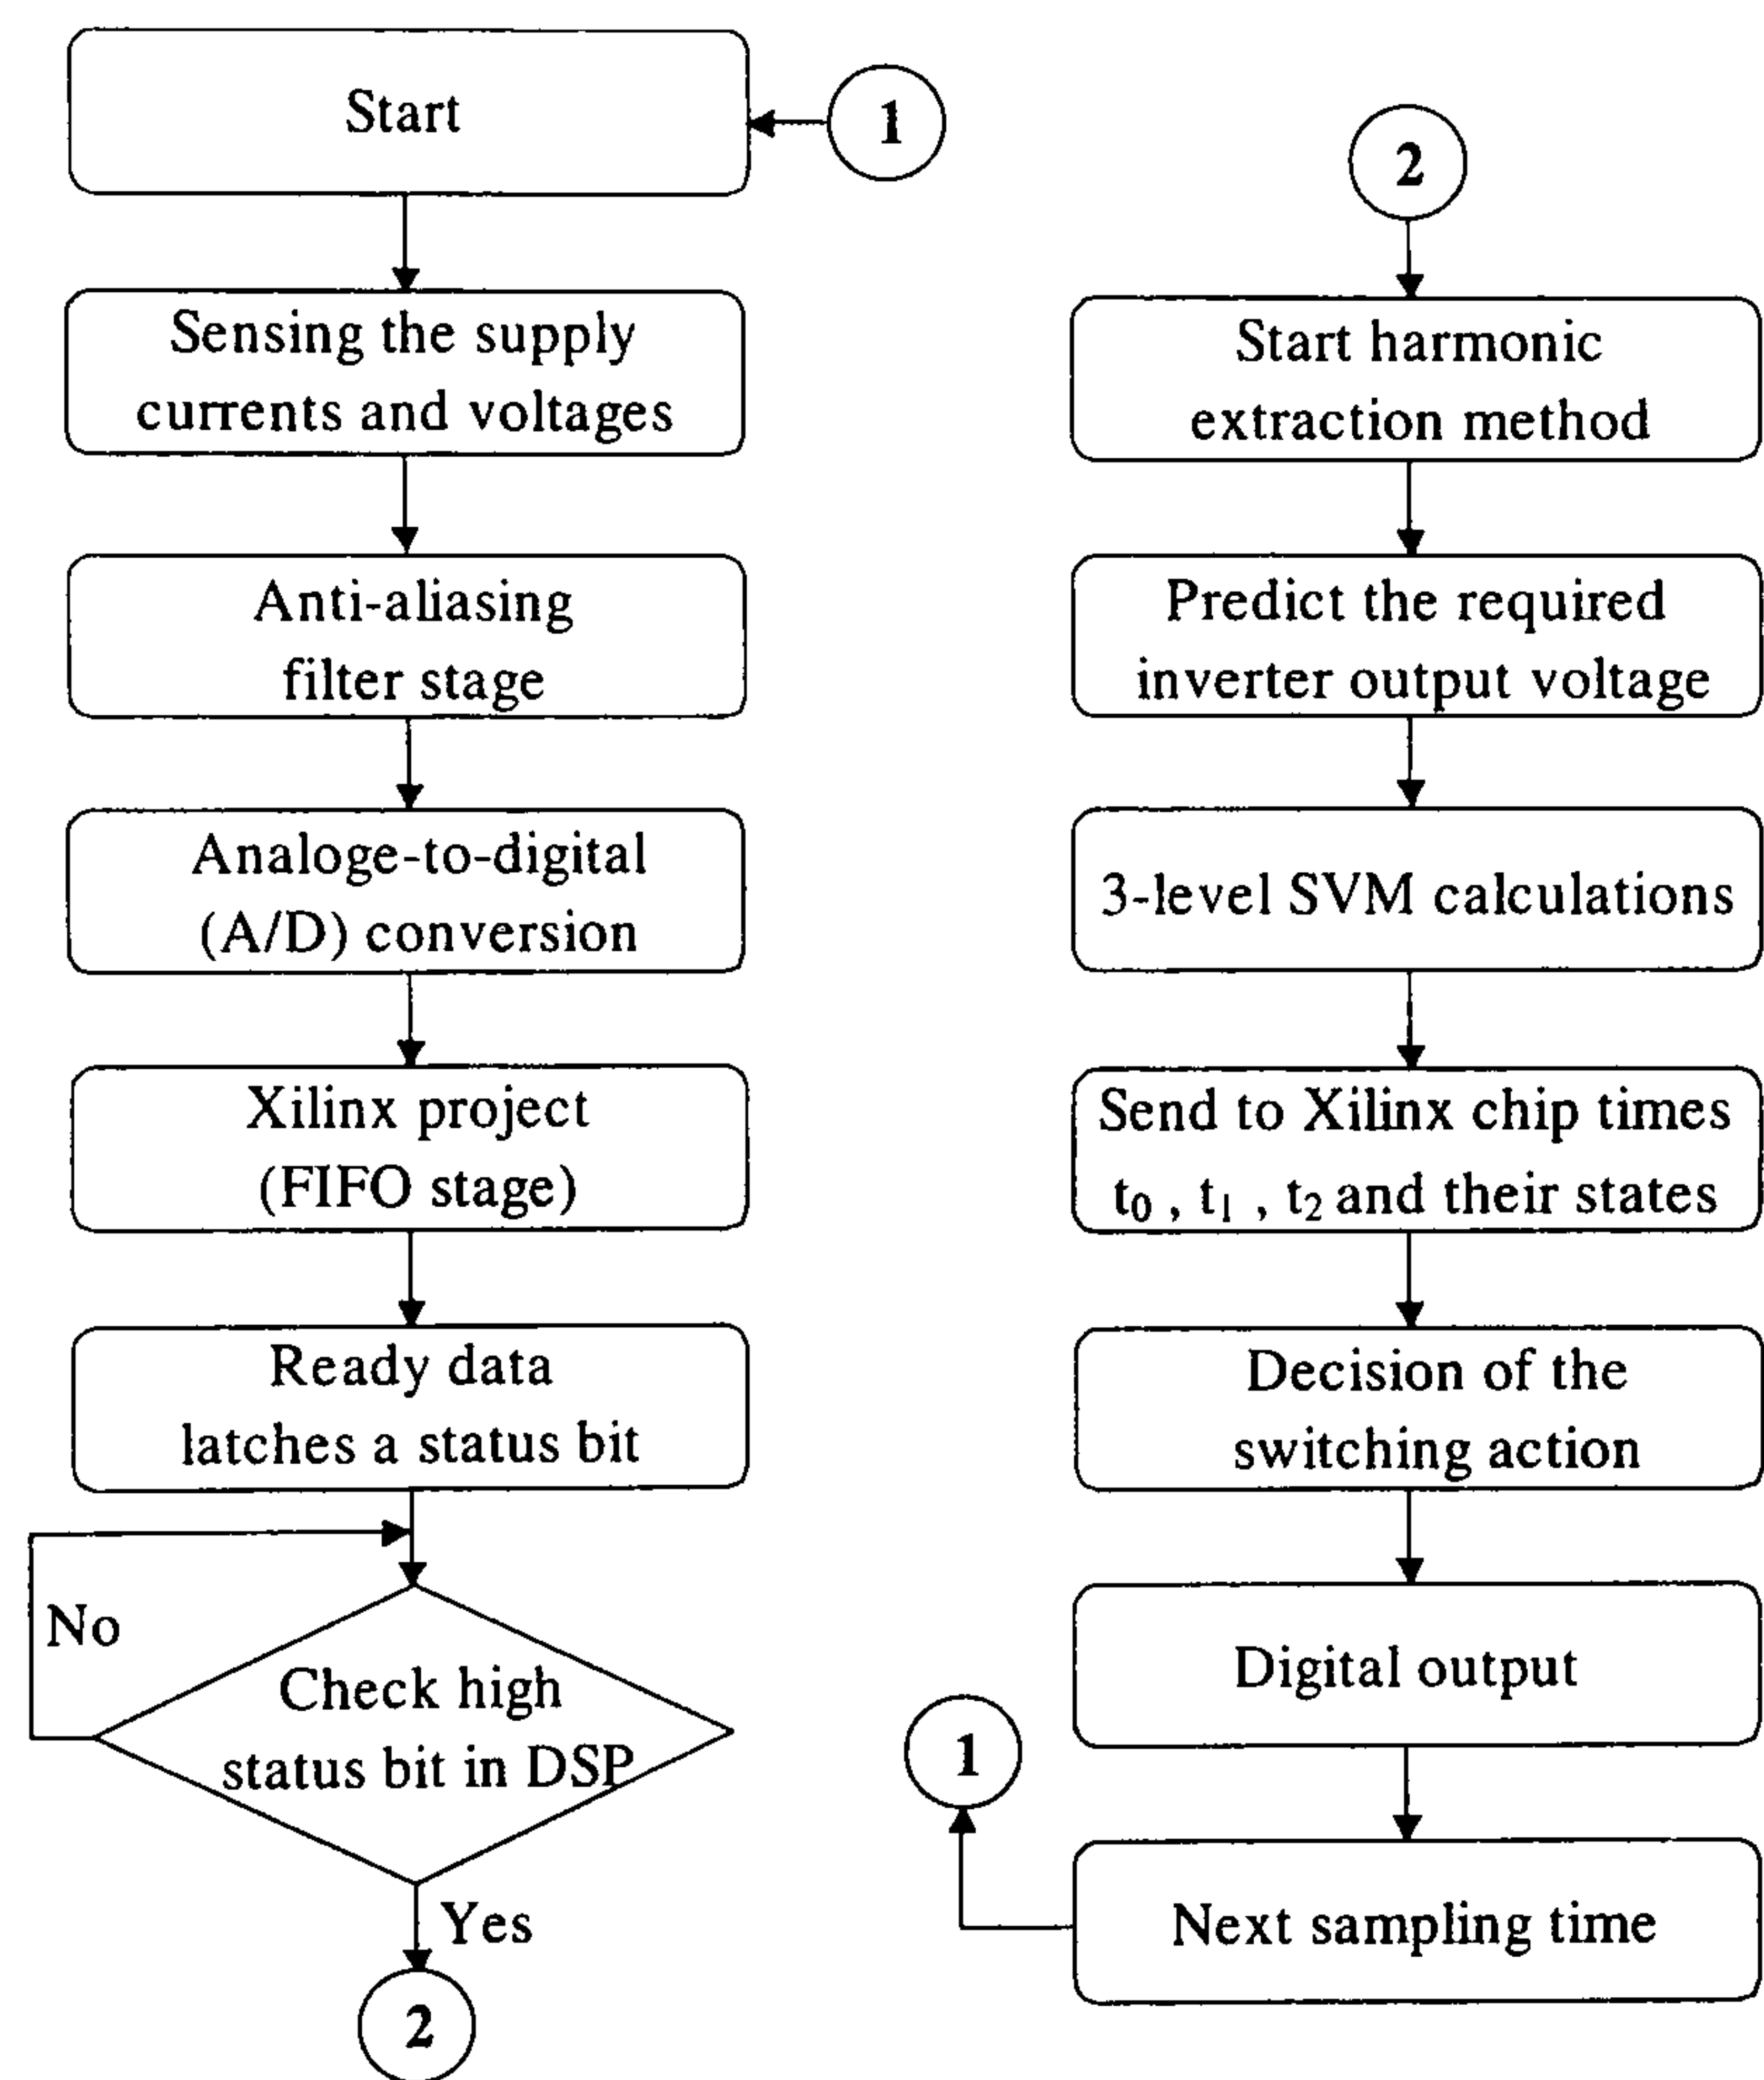 Start
1
Sensing the supply
currents and voltages
Anti-aliasing
filter stage
Analoge-to-digital
(A/D) conversion
Xilinx project
(FIFO stage)
Ready data
latches a status bit
No
Check high
status bit in DSP
Yes
2
2
Start harmonic
extraction method
Predict the required
inverter output voltage
3-level SVM calculations
Send to Xilinx chip times
t₀ , t₁ , t₂ and their states
Decision of the
switching action
Digital output
Next sampling time
1